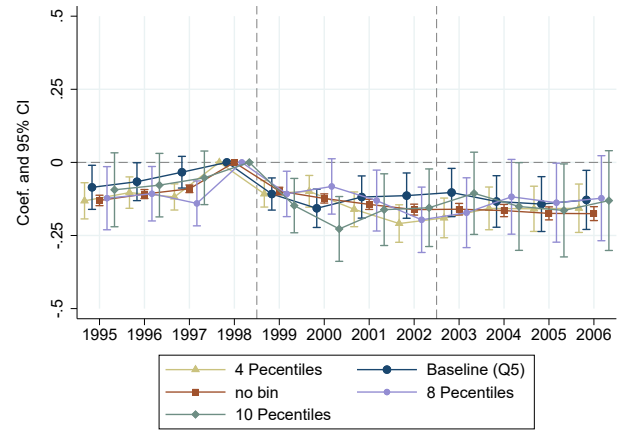 .5
.25
0
-.25
-.5
Coef. and 95% CI
1995 1996 1997 1998 1999 2000 2001 2002 2003 2004 2005 2006
4 Pecentiles
Baseline (Q5)
no bin
8 Pecentiles
10 Pecentiles